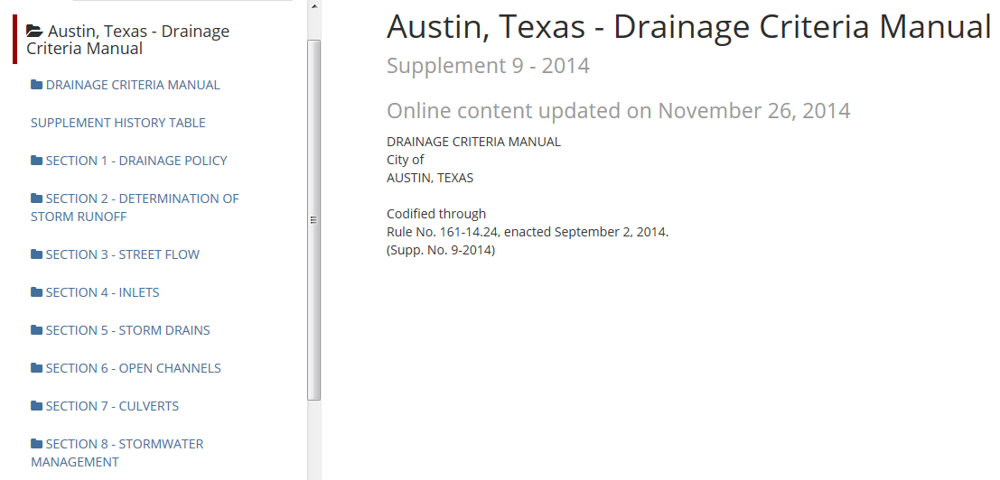 Austin, Texas - Drainage
Criteria Manual
DRAINAGE CRITERIA MANUAL
SUPPLEMENT HISTORY TABLE
SECTION 1 - DRAINAGE POLICY
SECTION 2 - DETERMINATION OF
STORM RUNOFF
SECTION 3 - STREET FLOW
SECTION 4 - INLETS
SECTION 5 - STORM DRAINS
SECTION 6 - OPEN CHANNELS
SECTION 7 - CULVERTS
SECTION 8 - STORMWATER
MANAGEMENT
Austin, Texas - Drainage Criteria Manual
Supplement 9 - 2014
Online content updated on November 26, 2014
DRAINAGE CRITERIA MANUAL
City of
AUSTIN, TEXAS
Codified through
Rule No. 161-14.24, enacted September 2, 2014.
(Supp. No. 9-2014)